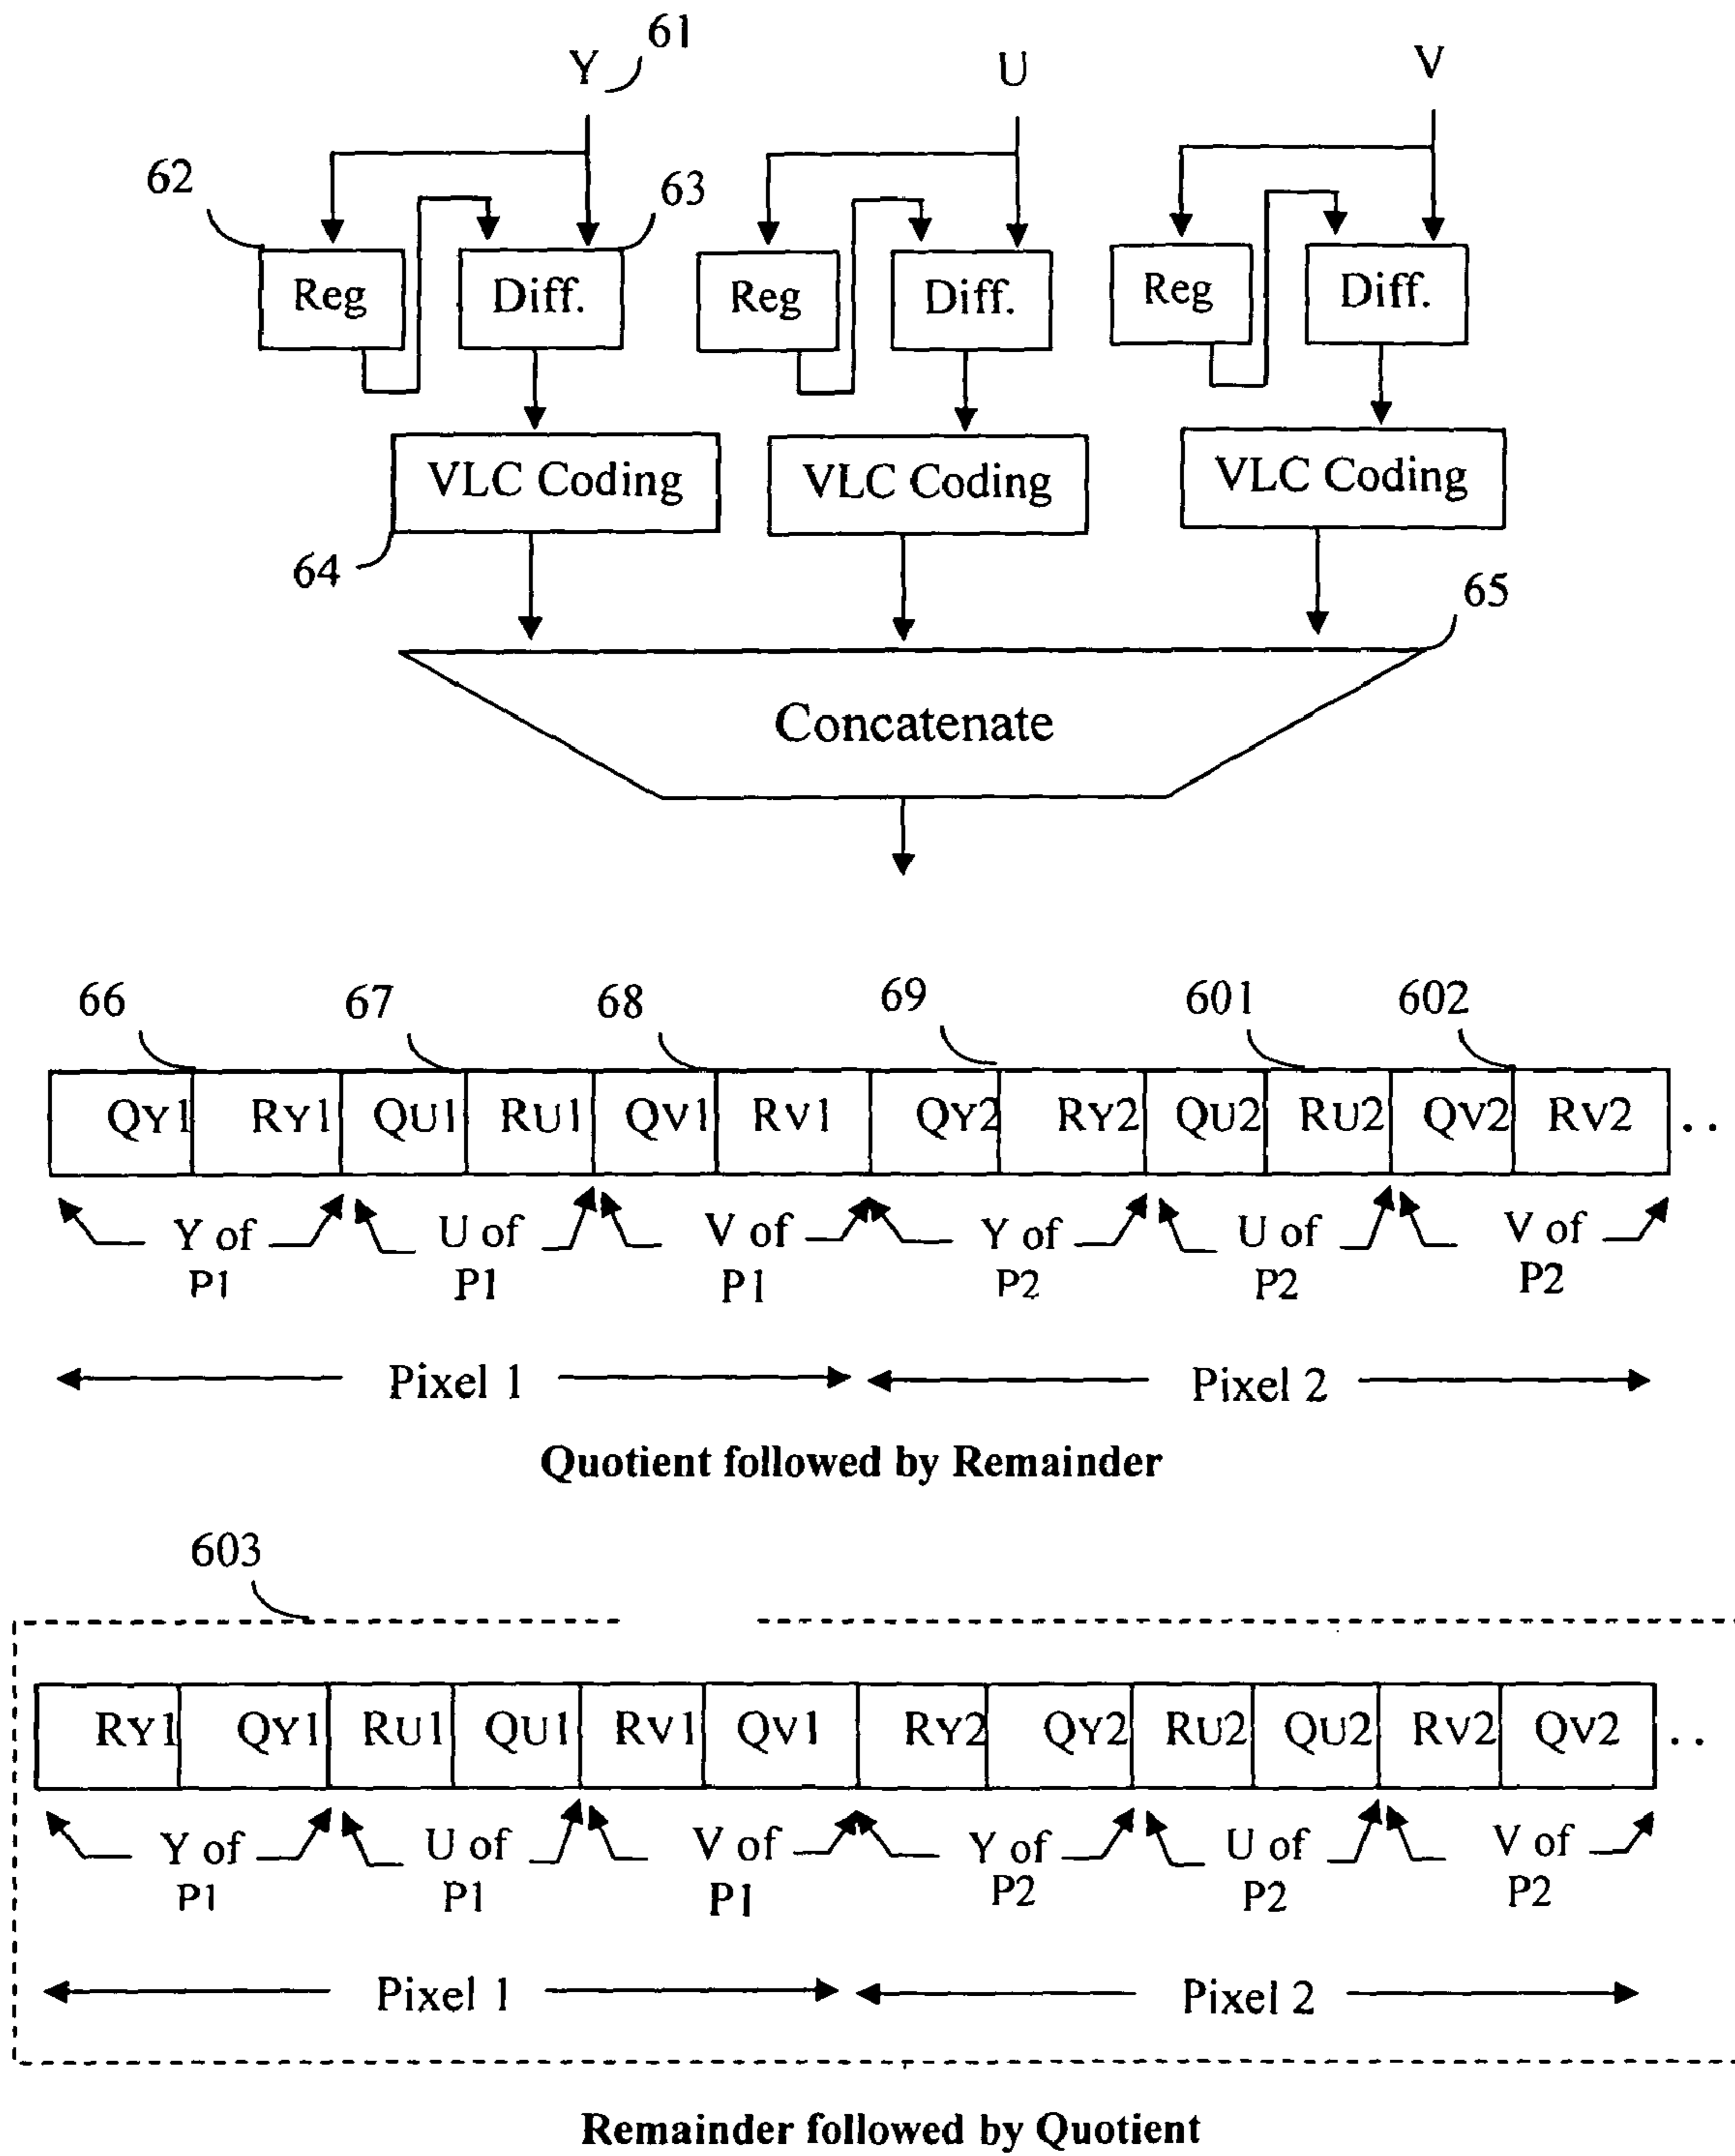 61
Y U V
62 63
Reg Diff. Reg Diff. Reg Diff.
VLC Coding VLC Coding VLC Coding
64
65
Concatenate
66 67 68 69 601 602
QY1 RY1 QU1 RU1 QV1 RV1 QY2 RY2 QU2 RU2 QV2 RV2 ..
Y of U of V of Y of U of V of
P1 P1 P1 P2 P2 P2
Pixel 1 Pixel 2
Quotient followed by Remainder
603
RY1 QY1 RU1 QU1 RV1 QV1 RY2 QY2 RU2 QU2 RV2 QV2 ..
Y of U of V of Y of U of V of
P1 P1 P1 P2 P2 P2
Pixel 1 Pixel 2
Remainder followed by Quotient